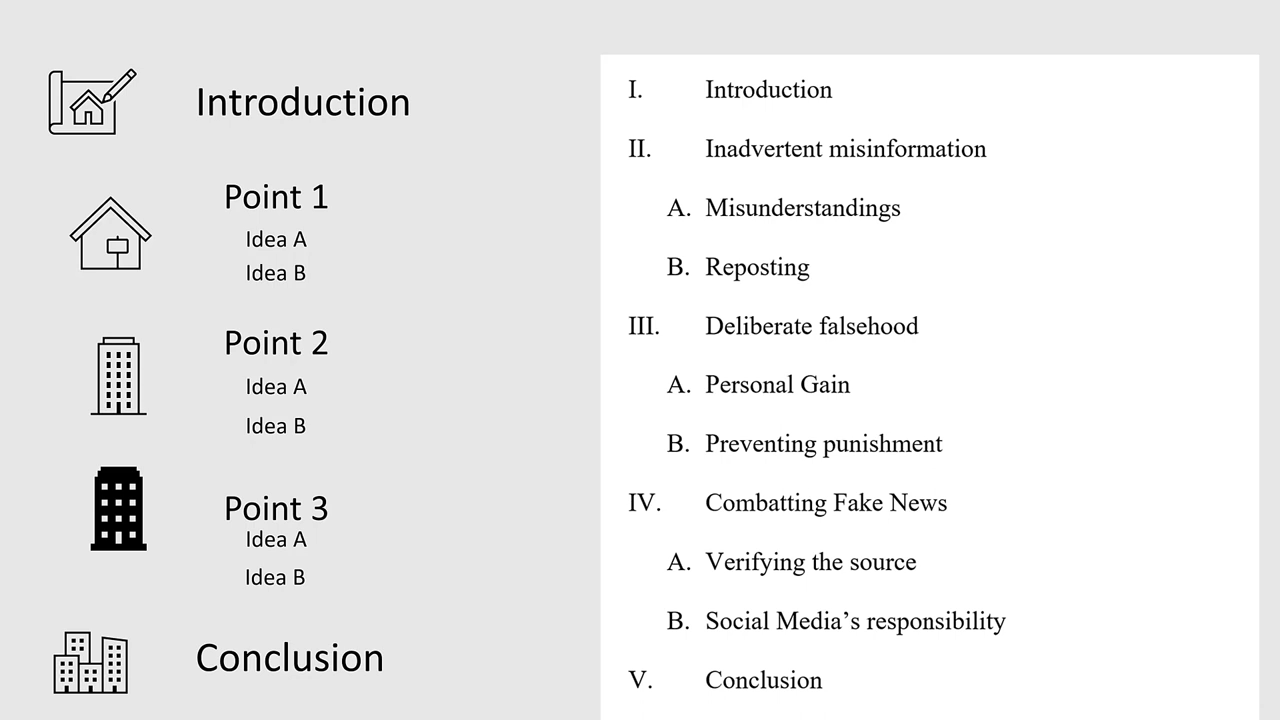 Introduction
Point 1
Idea A
Idea B
Point 2
Idea A
Idea B
Point 3
Idea A
Idea B
Conclusion
I. Introduction
II. Inadvertent misinformation
A. Misunderstandings
B. Reposting
III. Deliberate falsehood
A. Personal Gain
B. Preventing punishment
IV. Combatting Fake News
A. Verifying the source
B. Social Media’s responsibility
V. Conclusion